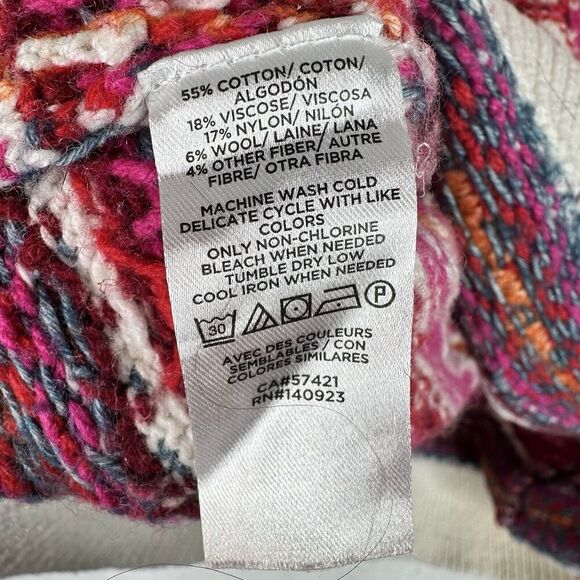 55% COTTON/ COTON/
ALGODÓN
18% VISCOSE/ VISCOSA
17% NYLON/ NILÓN
6% WOOL/ LAINE/ LANA
4% OTHER FIBER/ AUTRE
FIBRE/ OTRA FIBRA
MACHINE WASH COLD
DELICATE CYCLE WITH LIKE
COLORS
ONLY NON-CHLORINE
BLEACH WHEN NEEDED
TUMBLE DRY LOW
COOL IRON WHEN NEEDED
30 P
AVEC DES COULEURS
SEMBLABLES / CON
COLORES SIMILARES
CA#57421
RN#140923